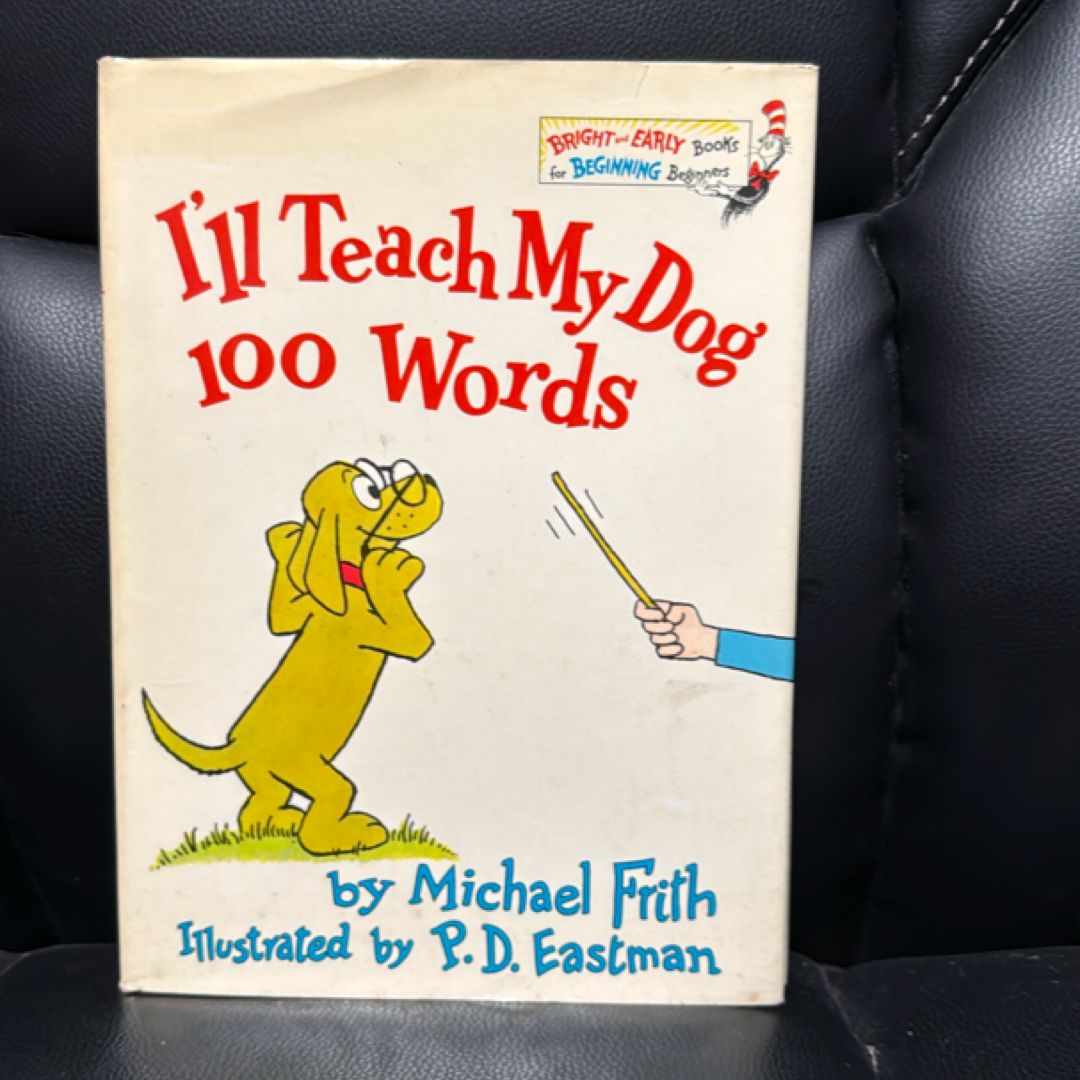 BRIGHT and EARLY Books
for BEGINNING Beginners
I'll Teach My Dog
100 Words
by Michael Frith
Illustrated by P.D. Eastman